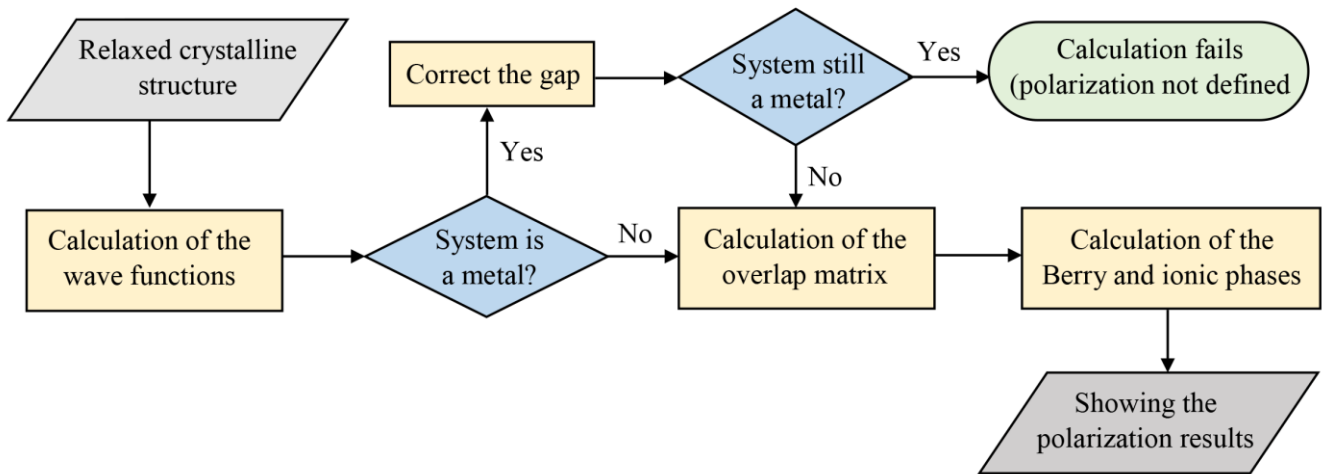 Relaxed crystalline
structure
Calculation of the
wave functions
System is
a metal?
Yes
Correct the gap
System still
a metal?
Yes
Calculation fails
(polarization not defined
No
No
Calculation of the
overlap matrix
Calculation of the
Berry and ionic phases
Showing the
polarization results